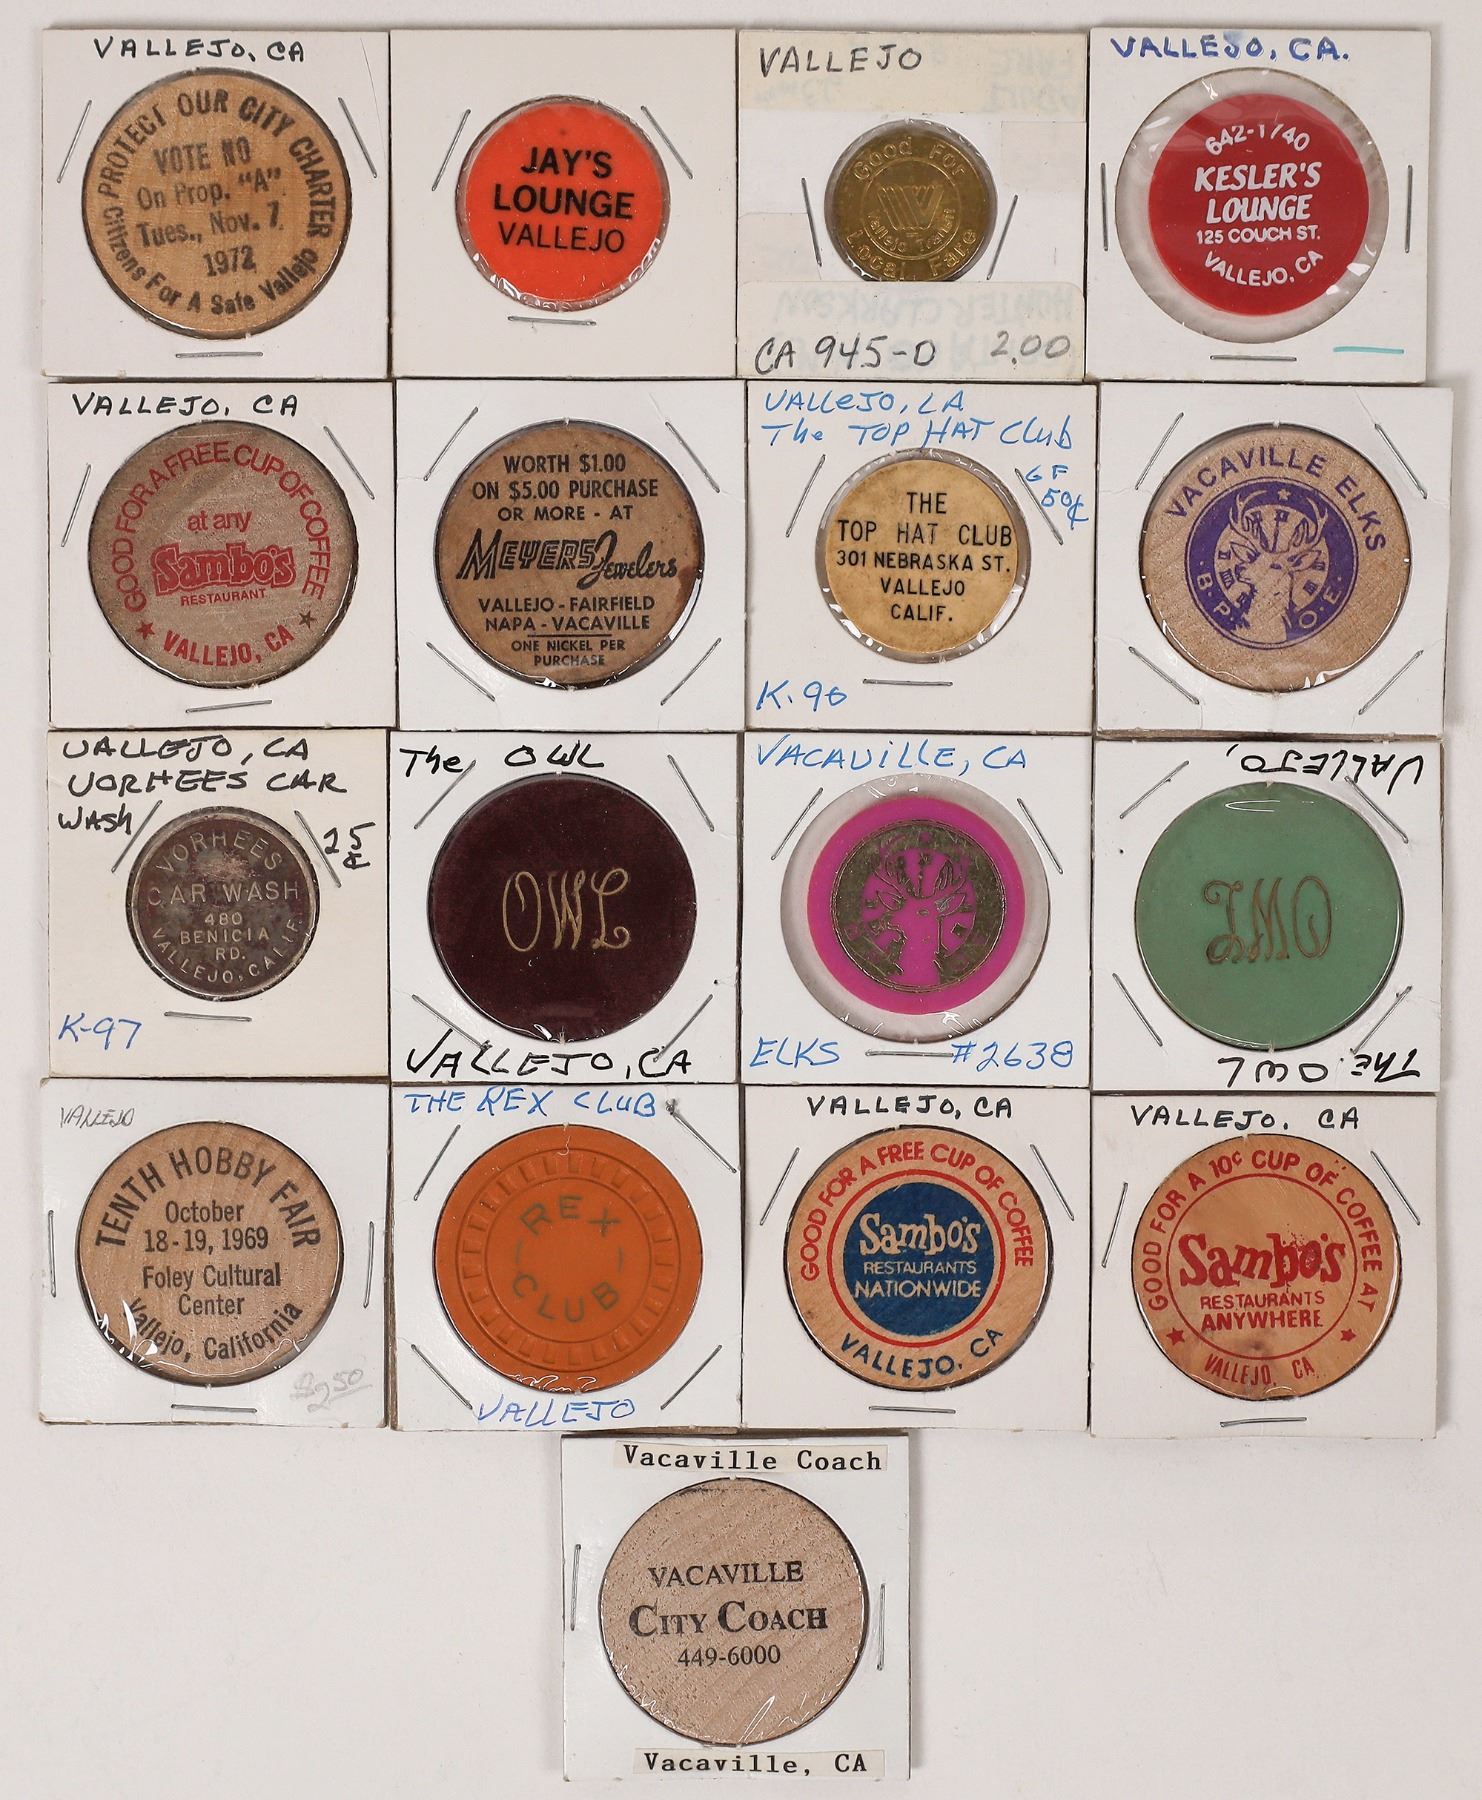 VALLEJO, CA
PROTECT OUR CITY CHARTER
VOTE NO
On Prop. "A"
Tues., Nov. 7,
1972
Citizens For A Safe Vallejo
JAY'S
LOUNGE
VALLEJO
VALLEJO
Good For
W
Vallejo Transit
Local Fare
CA 945-D 2.00
VALLEJO, CA.
642-1740
KESLER'S
LOUNGE
125 COUCH ST.
VALLEJO, CA
VALLEJO, CA
GOOD FOR A FREE CUP OF COFFEE
at any
Sambo's
RESTAURANT
★ VALLEJO, CA ★
WORTH $1.00
ON $5.00 PURCHASE
OR MORE - AT
MEYERS Jewelers
VALLEJO - FAIRFIELD
NAPA - VACAVILLE
ONE NICKEL PER
PURCHASE
VALLEJO, CA
The TOP HAT Club
GF
50¢
THE
TOP HAT CLUB
301 NEBRASKA ST.
VALLEJO
CALIF.
K-96
VACAVILLE ELKS
B.P.O.E.
VALLEJO, CA
VORHEES CAR
WASH
25
¢
VORHEES
CAR WASH
480
BENICIA
RD.
VALLEJO, CALIF.
K-97
The OWL
OWL
VALLEJO, CA
VACAVILLE, CA
ELKS #2638
VALLEJO
OWL
THE OWL
VALLEJO
TENTH HOBBY FAIR
October
18-19, 1969
Foley Cultural
Center
Vallejo, California
$2.50
THE REX CLUB
REX
CLUB
VALLEJO
VALLEJO, CA
GOOD FOR A FREE CUP OF COFFEE
Sambo's
RESTAURANTS
NATIONWIDE
VALLEJO, CA
VALLEJO, CA
GOOD FOR A 10¢ CUP OF COFFEE AT
Sambo's
RESTAURANTS
ANYWHERE
★ VALLEJO, CA ★
Vacaville Coach
VACAVILLE
CITY COACH
449-6000
Vacaville, CA